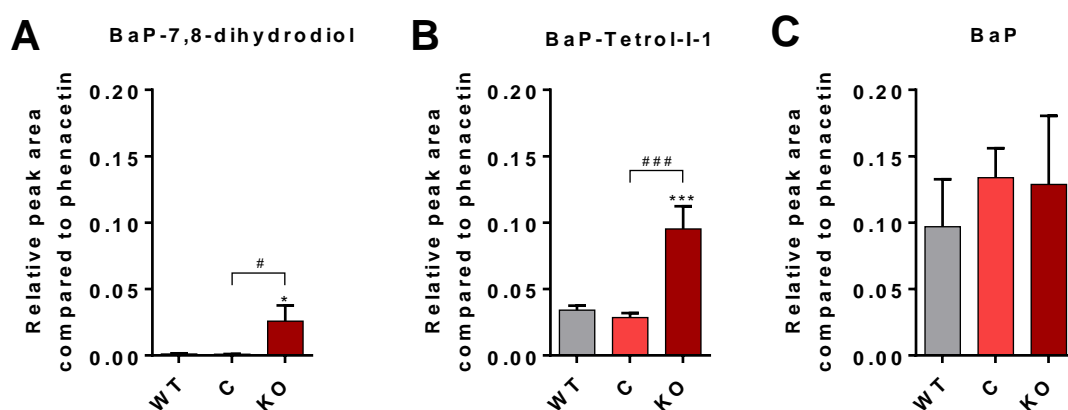 A
BaP-7,8-dihydrodiol
Relative peak area
compared to phenacetin
0.20
0.15
0.10
0.05
0.00
#
*
WT
C
KO
B
BaP-Tetrol-I-1
Relative peak area
compared to phenacetin
0.20
0.15
0.10
0.05
0.00
###
***
WT
C
KO
C
BaP
Relative peak area
compared to phenacetin
0.20
0.15
0.10
0.05
0.00
WT
C
KO